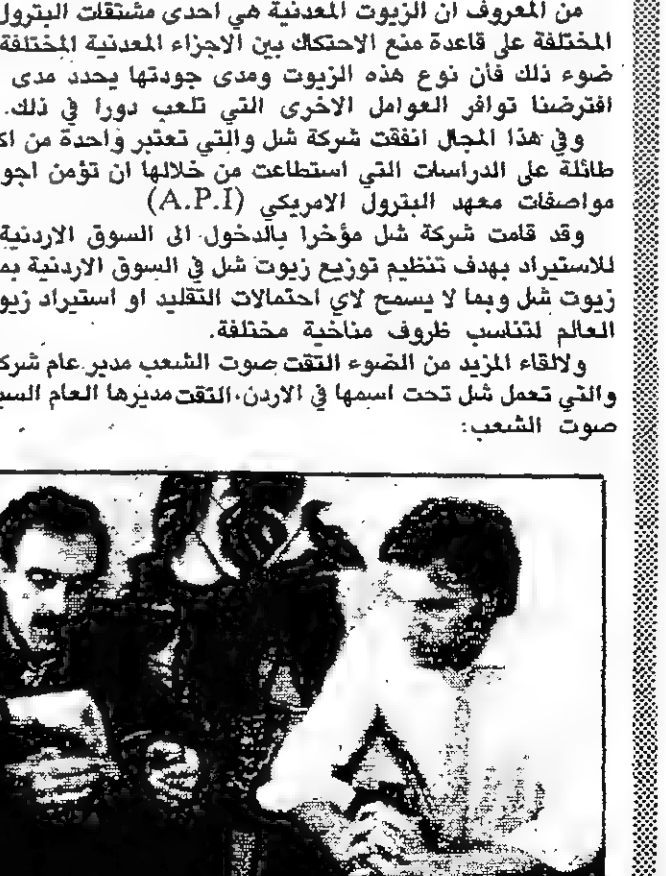 من المعروف ان الزيوت المعدنية هي احدى مشتقات البترول
المختلفة على قاعدة منع الاحتكاك بين الاجزاء المعدنية المختلفة
ضوء ذلك فأن نوع هذه الزيوت ومدى جودتها يحدد مدى
افترضنا توافر العوامل الاخرى التي تلعب دورا في ذلك.
وفي هذا المجال انفقت شركة شل والتي تعتبر واحدة من
طائلة على الدراسات التي استطاعت من خلالها ان تؤمن اجو
مواصفات معهد البترول الامريكي (A.P.I)
وقد قامت شركة شل مؤخرا بالدخول الى السوق الاردنية
للاستيراد بهدف تنظيم توزيع زيوت شل في السوق الاردنية
زيوت شل وبما لا يسمح لاي احتمالات التقليد او استيراد زيو
العالم لتناسب ظروف مناخية مختلفة.
ولالقاء المزيد من الضوء التقت صوت الشعب مدير عام شرك
والتي تعمل شل تحت اسمها في الاردن، التقت مديرها العام
صوت الشعب: